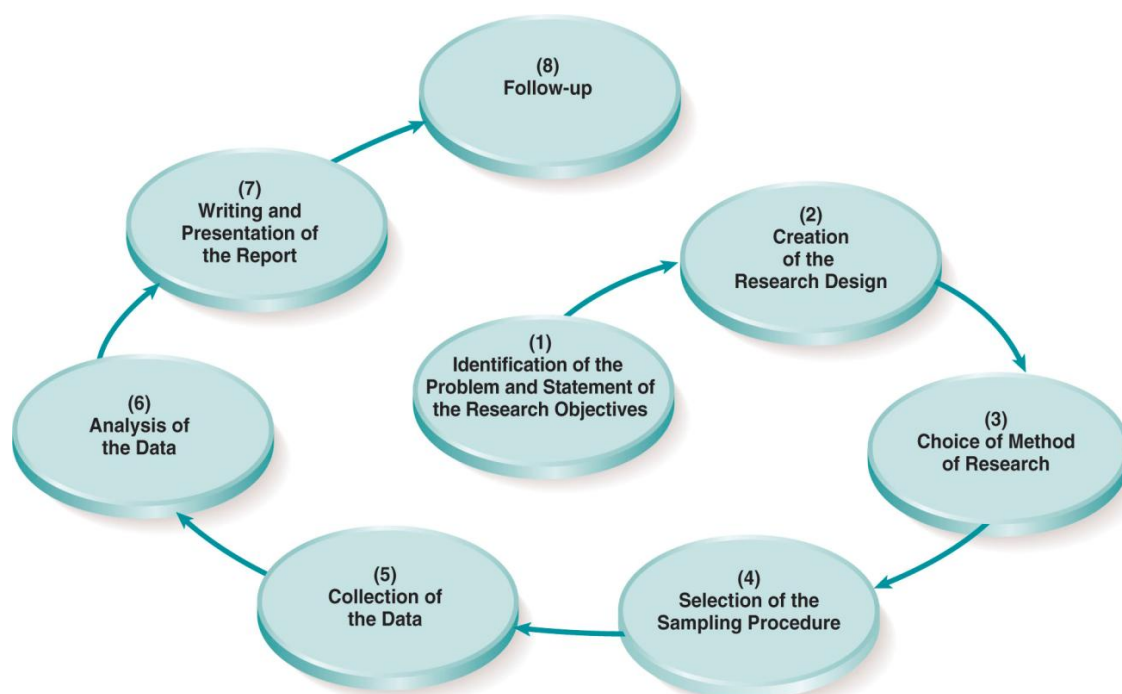 (1)
Identification of the
Problem and Statement of
the Research Objectives
(2)
Creation
of the
Research Design
(3)
Choice of Method
of Research
(4)
Selection of the
Sampling Procedure
(5)
Collection of
the Data
(6)
Analysis of
the Data
(7)
Writing and
Presentation of
the Report
(8)
Follow-up